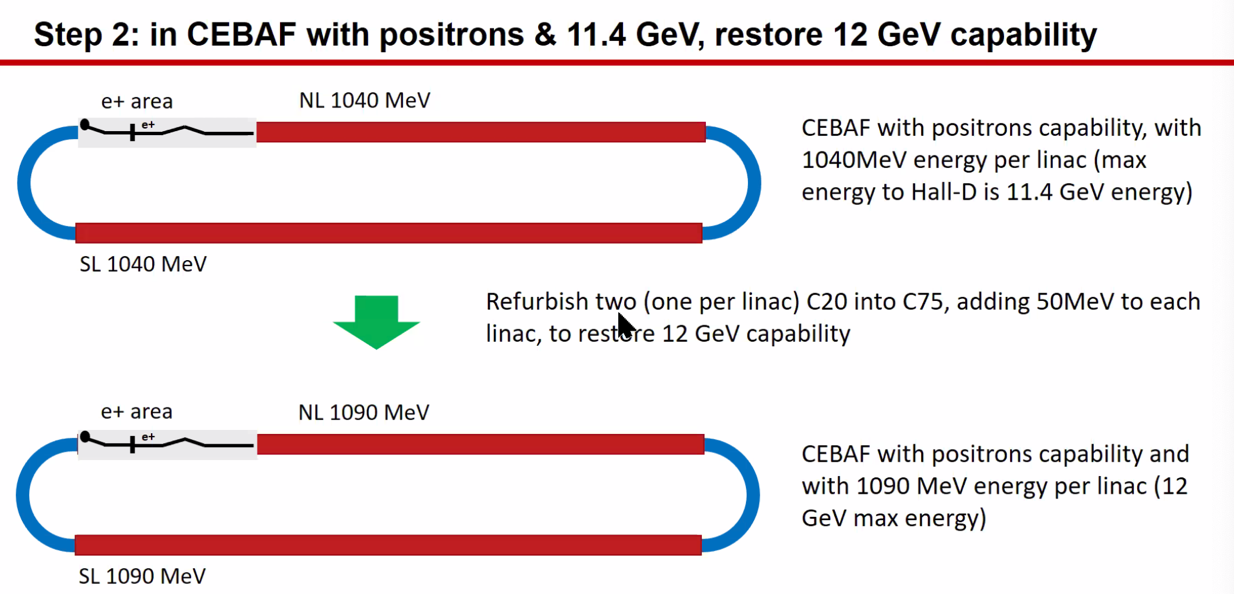 Step 2: in CEBAF with positrons & 11.4 GeV, restore 12 GeV capability
e+ area
NL 1040 MeV
e+
SL 1040 MeV
CEBAF with positrons capability, with
1040MeV energy per linac (max
energy to Hall-D is 11.4 GeV energy)
Refurbish two (one per linac) C20 into C75, adding 50MeV to each
linac, to restore 12 GeV capability
e+ area
NL 1090 MeV
e+
SL 1090 MeV
CEBAF with positrons capability and
with 1090 MeV energy per linac (12
GeV max energy)